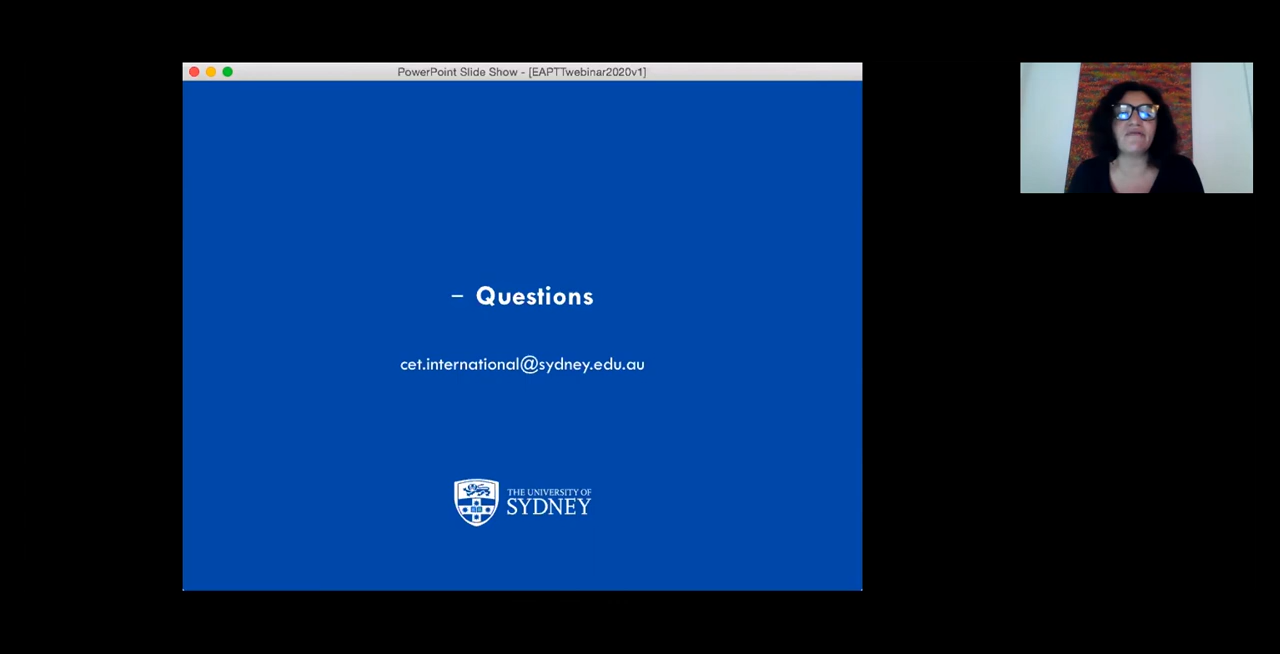 PowerPoint Slide Show - [EAPTTwebinar2020v1]
– Questions
cet.international@sydney.edu.au
THE UNIVERSITY OF
SYDNEY